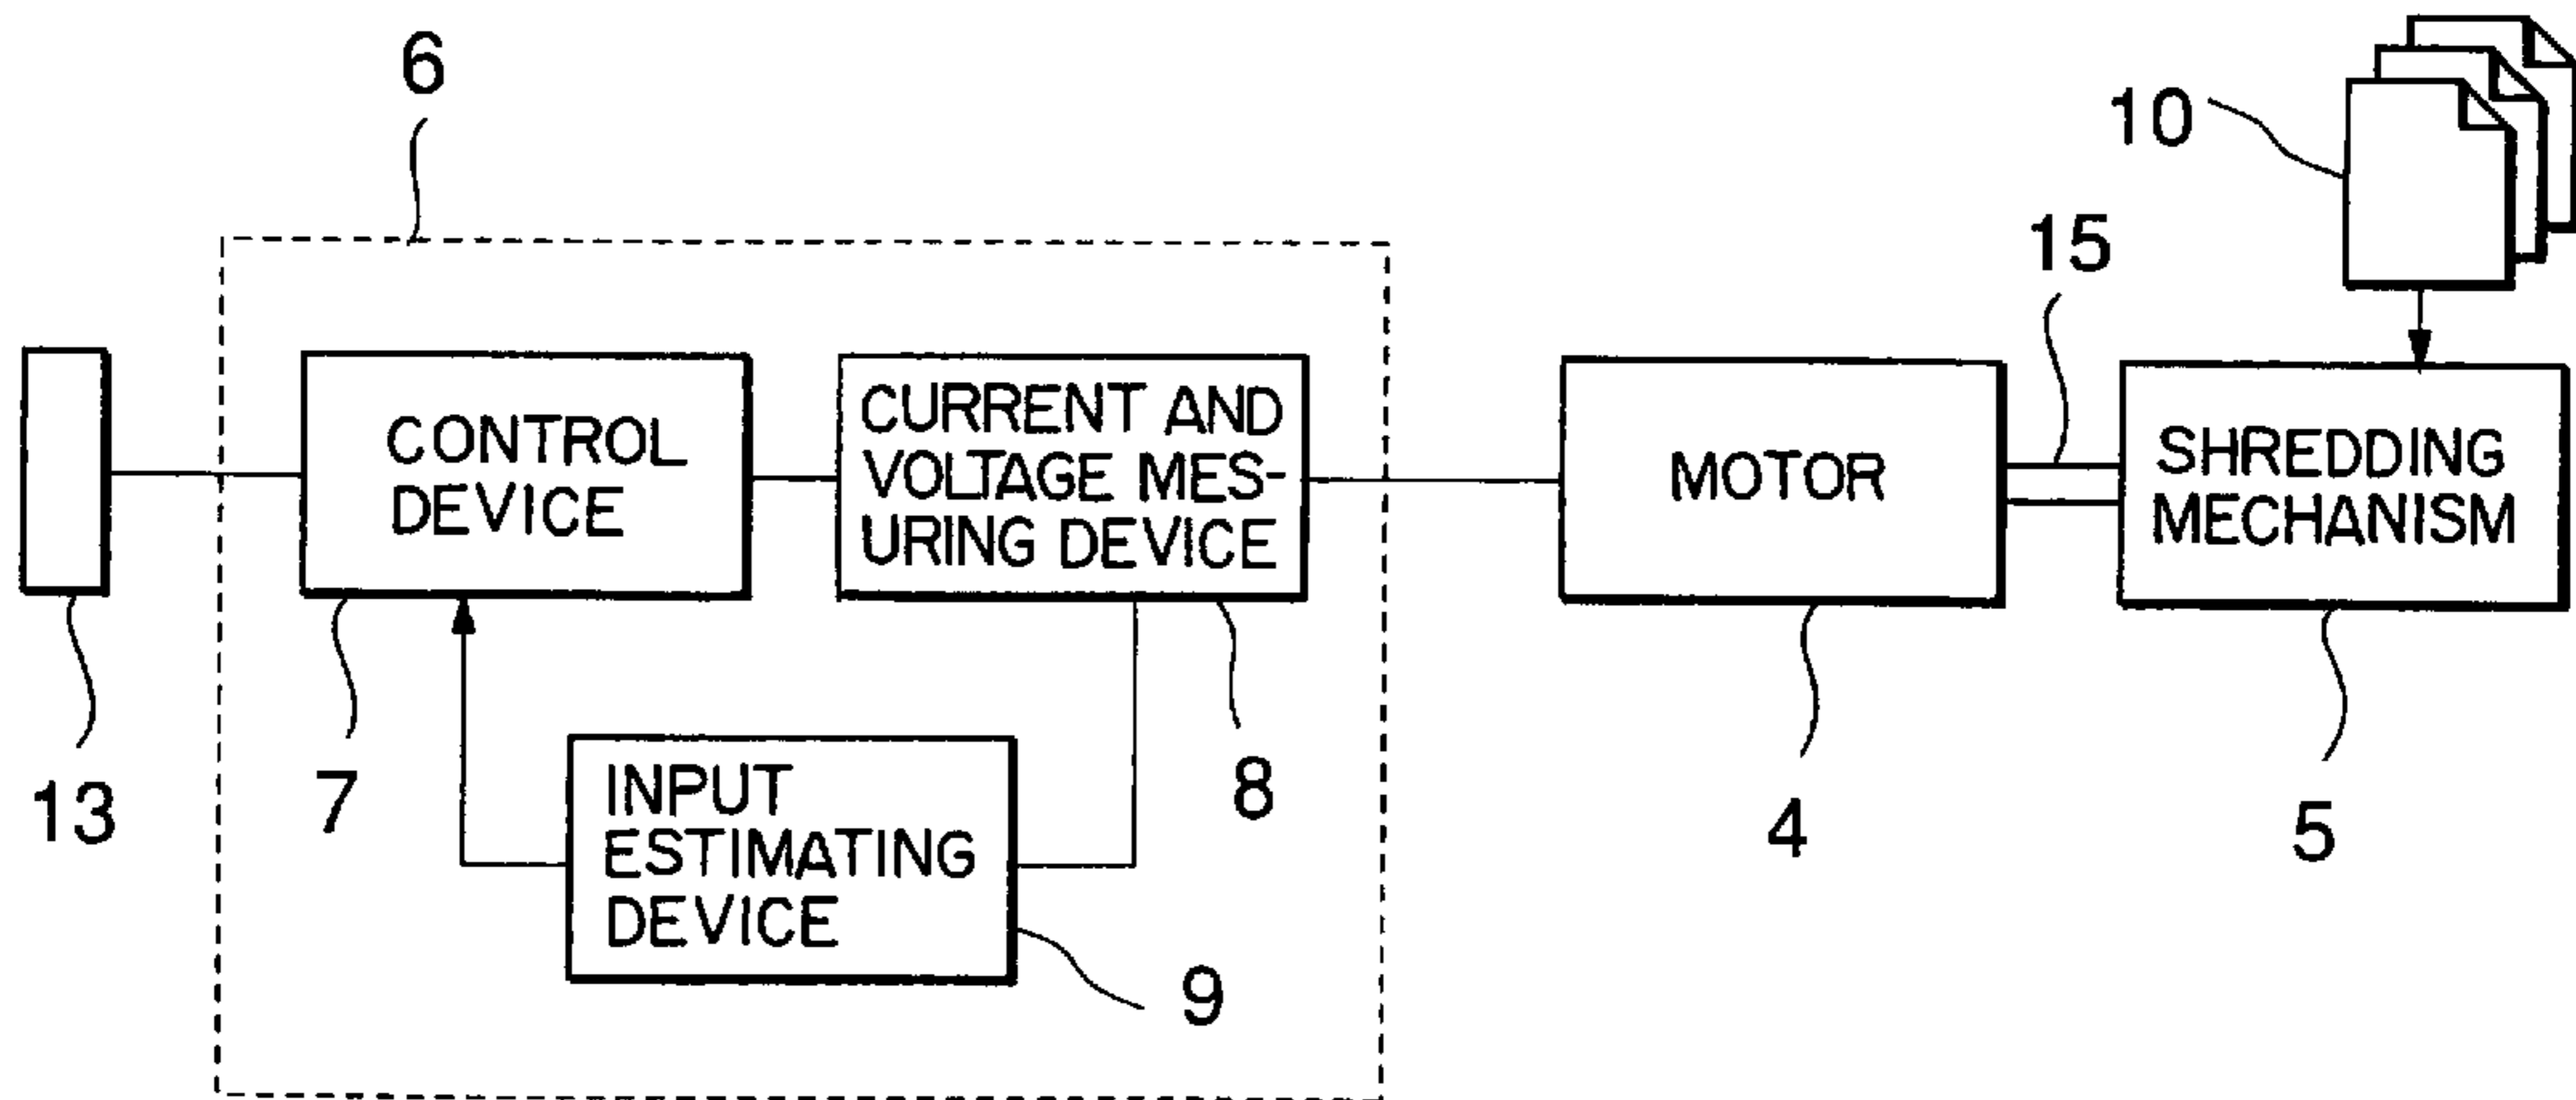 6
10
15
CONTROL
DEVICE
CURRENT AND
VOLTAGE MES-
URING DEVICE
MOTOR
SHREDDING
MECHANISM
13
7
8
4
5
INPUT
ESTIMATING
DEVICE
9